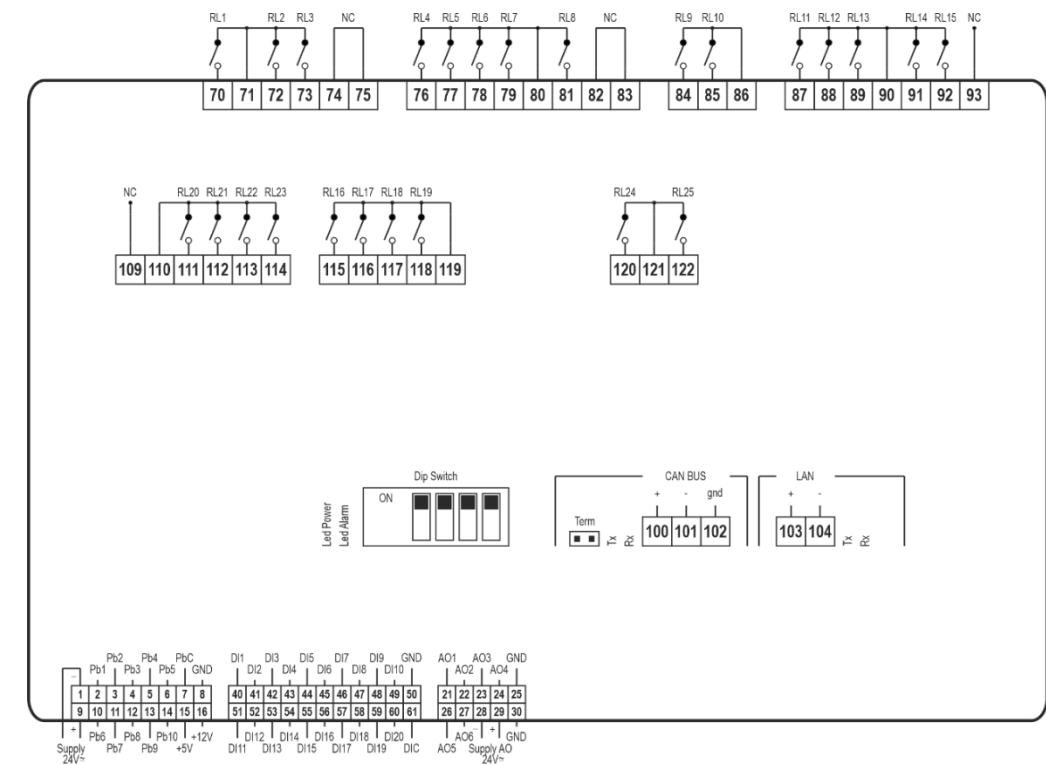 RL1 RL2 RL3 NC RL4 RL5 RL6 RL7 RL8 NC RL9 RL10 RL11 RL12 RL13 RL14 RL15 NC
70 71 72 73 74 75 76 77 78 79 80 81 82 83 84 85 86 87 88 89 90 91 92 93
NC RL20 RL21 RL22 RL23 RL16 RL17 RL18 RL19 RL24 RL25
109 110 111 112 113 114 115 116 117 118 119 120 121 122
Dip Switch CAN BUS LAN
ON + - gnd + -
Led Power
Led Alarm
Term Tx Rx 100 101 102 103 104 Tx Rx
Pb2 Pb4 PbC DI1 DI3 DI5 DI7 DI9 GND AO1 AO3 GND
- Pb1 Pb3 Pb5 GND DI2 DI4 DI6 DI8 DI10 AO2 AO4
1 2 3 4 5 6 7 8 40 41 42 43 44 45 46 47 48 49 50 21 22 23 24 25
9 10 11 12 13 14 15 16 51 52 53 54 55 56 57 58 59 60 61 26 27 28 29 30
+ Pb6 Pb8 Pb10 +12V DI12 DI14 DI16 DI18 DI20 AO6 - + GND
Supply Pb7 Pb9 +5V DI11 DI13 DI15 DI17 DI19 DIC AO5 Supply AO
24V~ 24V~